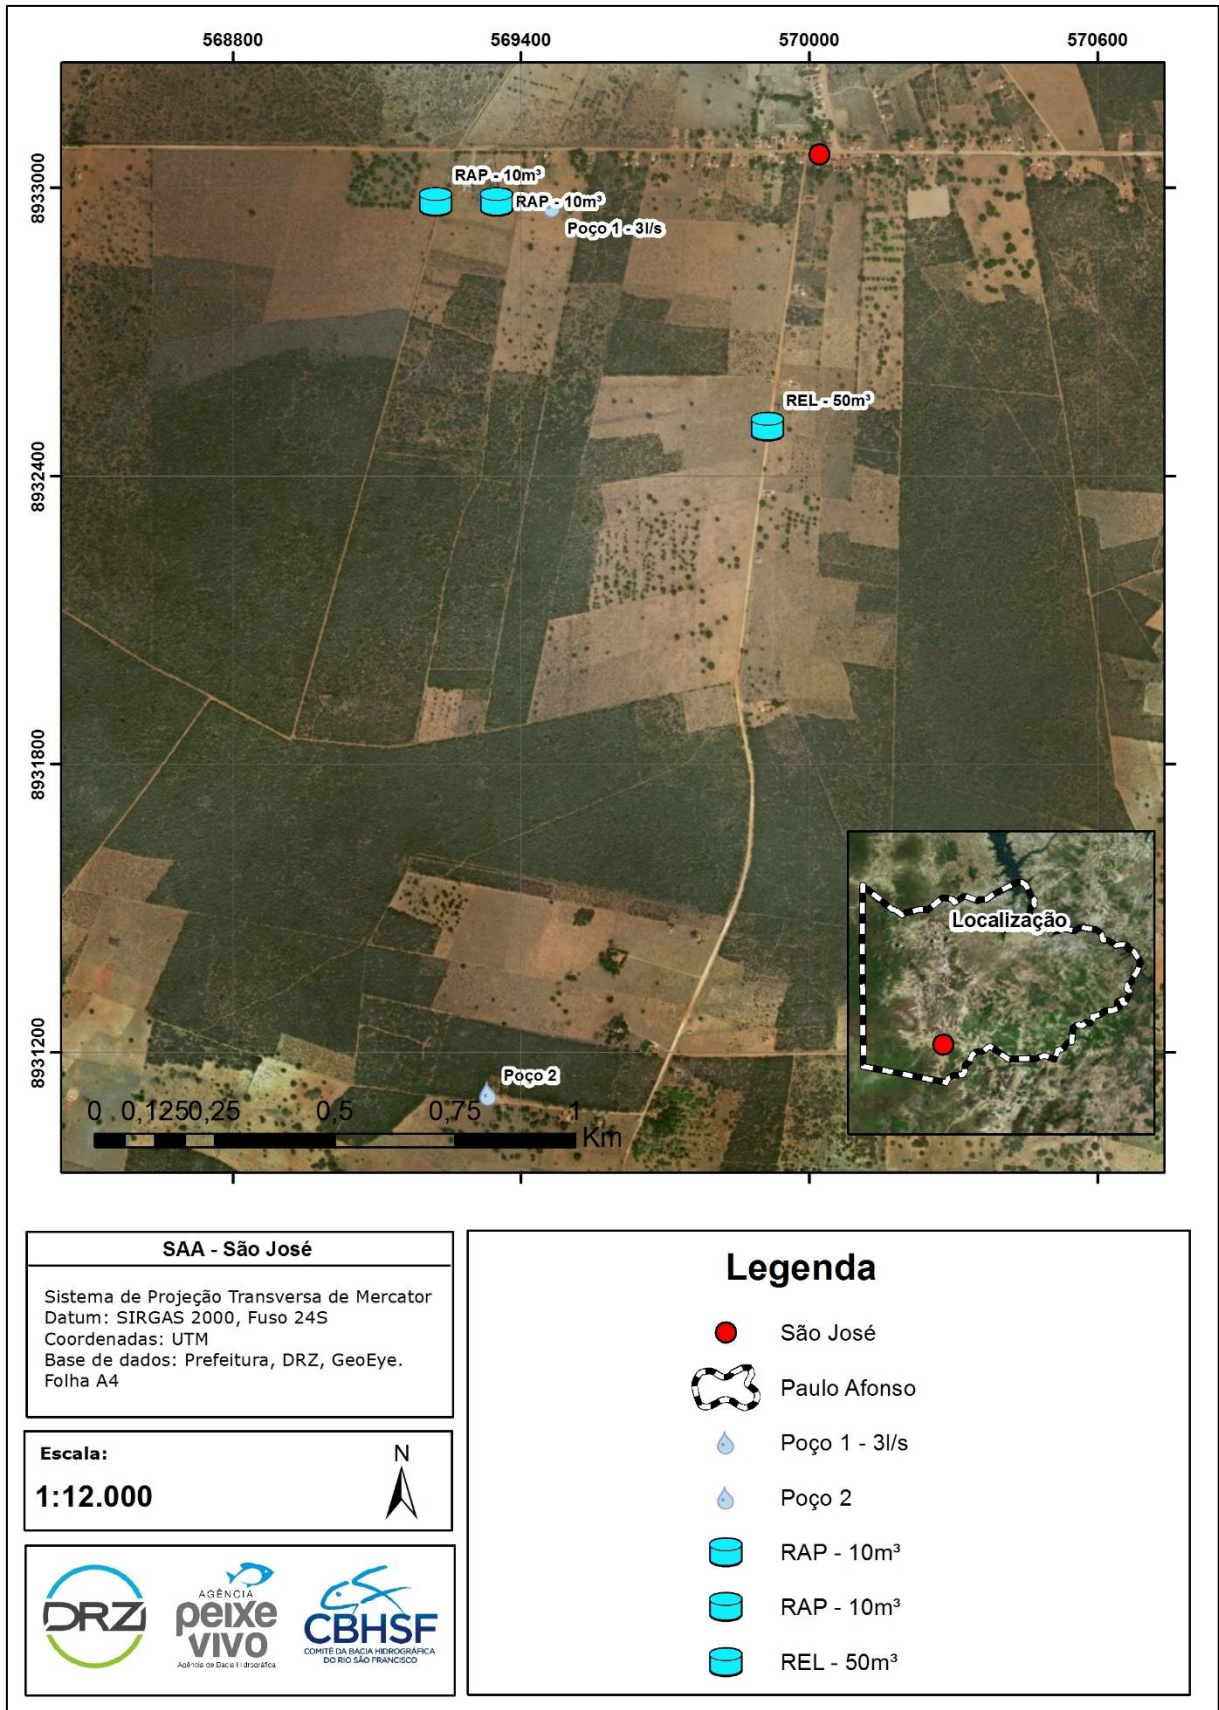 568800 569400 570000 570600
8933000
RAP - 10m³
RAP - 10m³
Poço 1 - 3l/s
REL - 50m³
8932400
8931800
Localização
8931200
Poço 2
0 0,125 0,25 0,5 0,75 1
Km
SAA - São José
Sistema de Projeção Transversa de Mercator
Datum: SIRGAS 2000, Fuso 24S
Coordenadas: UTM
Base de dados: Prefeitura, DRZ, GeoEye.
Folha A4
Escala:
1:12.000
N
DRZ
AGÊNCIA
peixe
vivo
Agência de Bacia Hidrográfica
CBHSF
COMITÊ DA BACIA HIDROGRÁFICA
DO RIO SÃO FRANCISCO
Legenda
São José
Paulo Afonso
Poço 1 - 3l/s
Poço 2
RAP - 10m³
RAP - 10m³
REL - 50m³